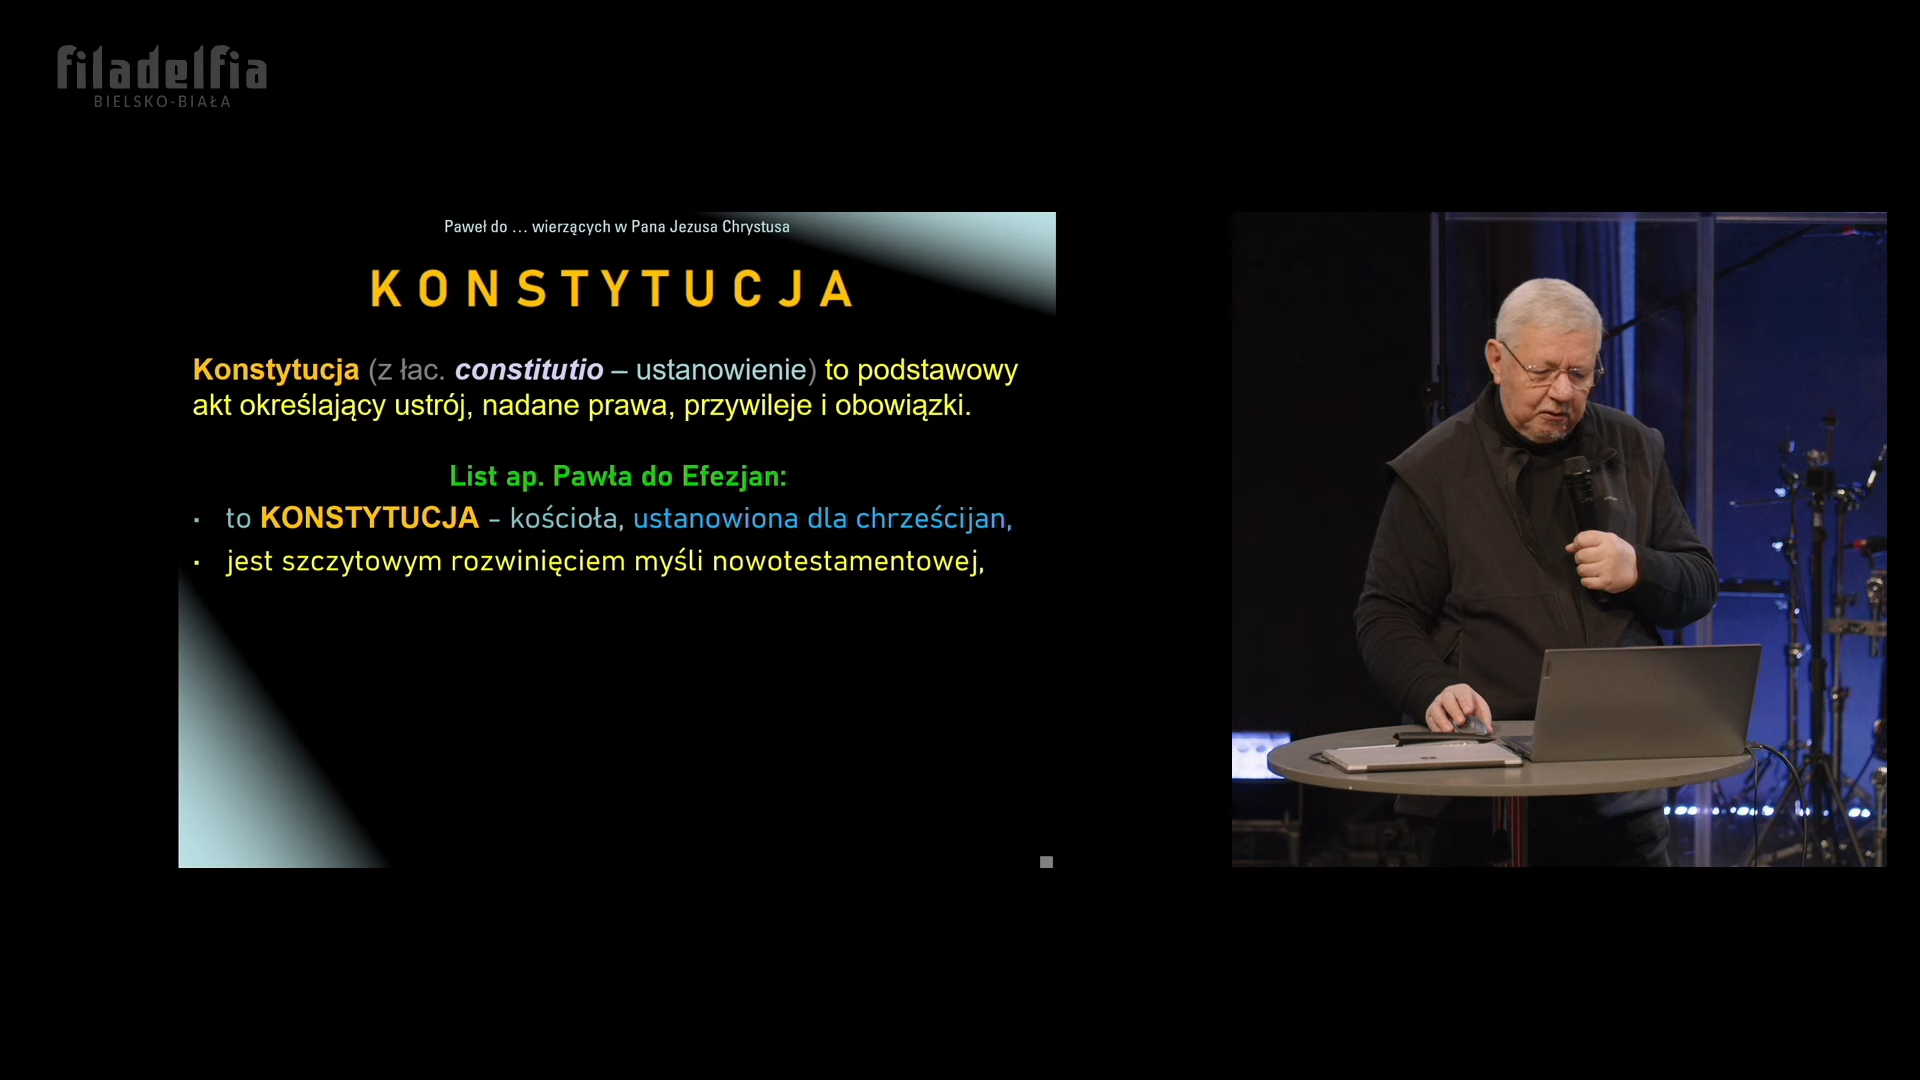 filadelfia
BIELSKO-BIAŁA
Paweł do … wierzących w Pana Jezusa Chrystusa
KONSTYTUCJA
Konstytucja (z łac. constitutio – ustanowienie) to podstawowy
akt określający ustrój, nadane prawa, przywileje i obowiązki.
List ap. Pawła do Efezjan:
· to KONSTYTUCJA - kościoła, ustanowiona dla chrześcijan,
· jest szczytowym rozwinięciem myśli nowotestamentowej,